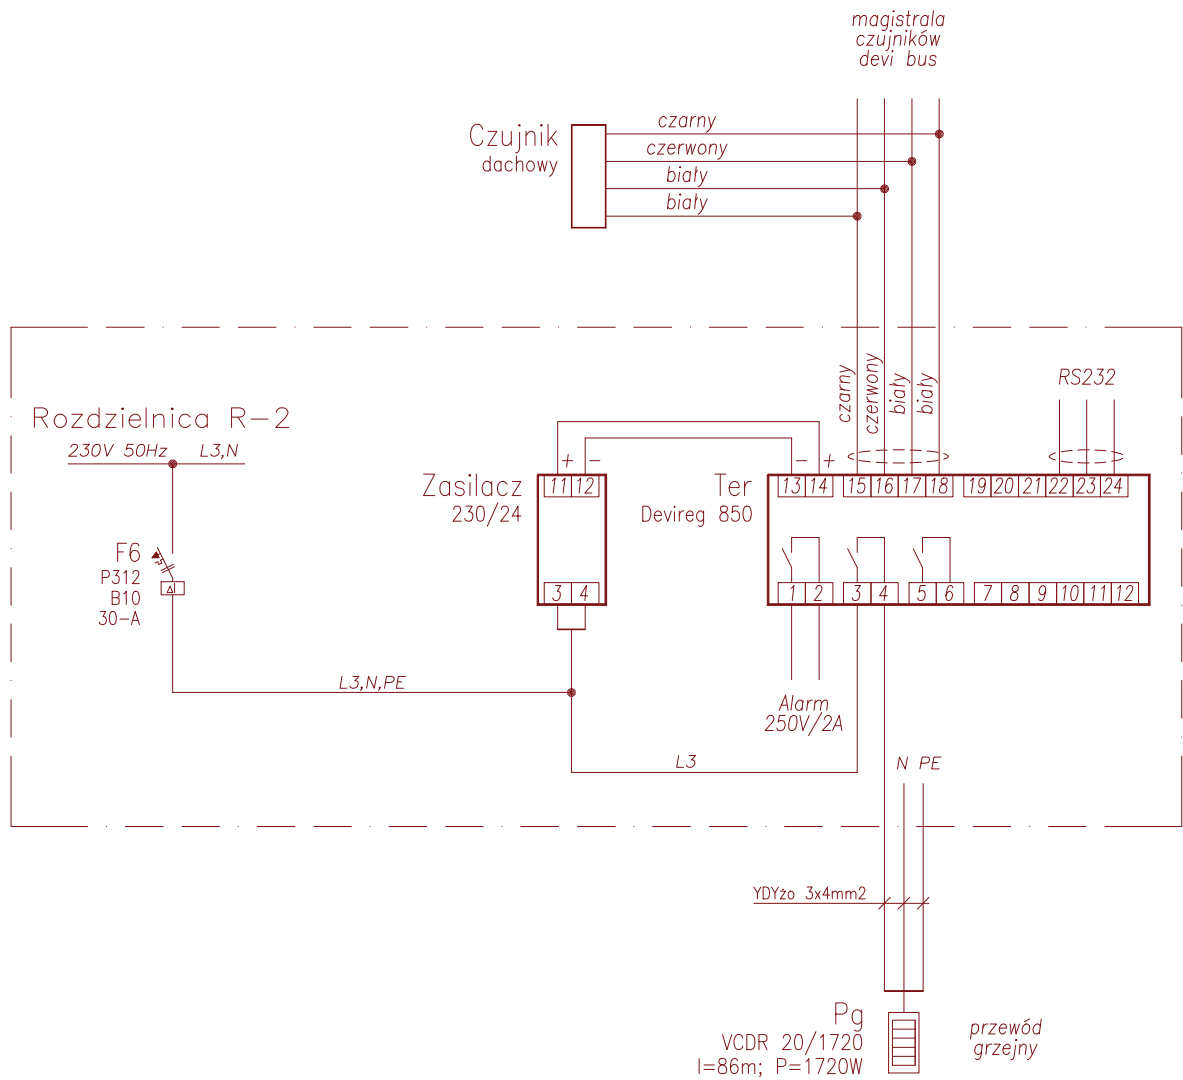 magistrala
czujników
devi bus
Czujnik
dachowy
czarny
czerwony
biały
biały
czarny
czerwony
biały
biały
RS232
Rozdzielnica R-2
230V 50Hz L3,N
Zasilacz
230/24
+ -
11 12
3 4
Ter
Devireg 850
- +
13 14 15 16 17 18 19 20 21 22 23 24
1 2 3 4 5 6 7 8 9 10 11 12
F6
P312
B10
30-A
L3,N,PE
Alarm
250V/2A
L3
N PE
YDYżo 3x4mm2
Pg
VCDR 20/1720
l=86m; P=1720W
przewód
grzejny